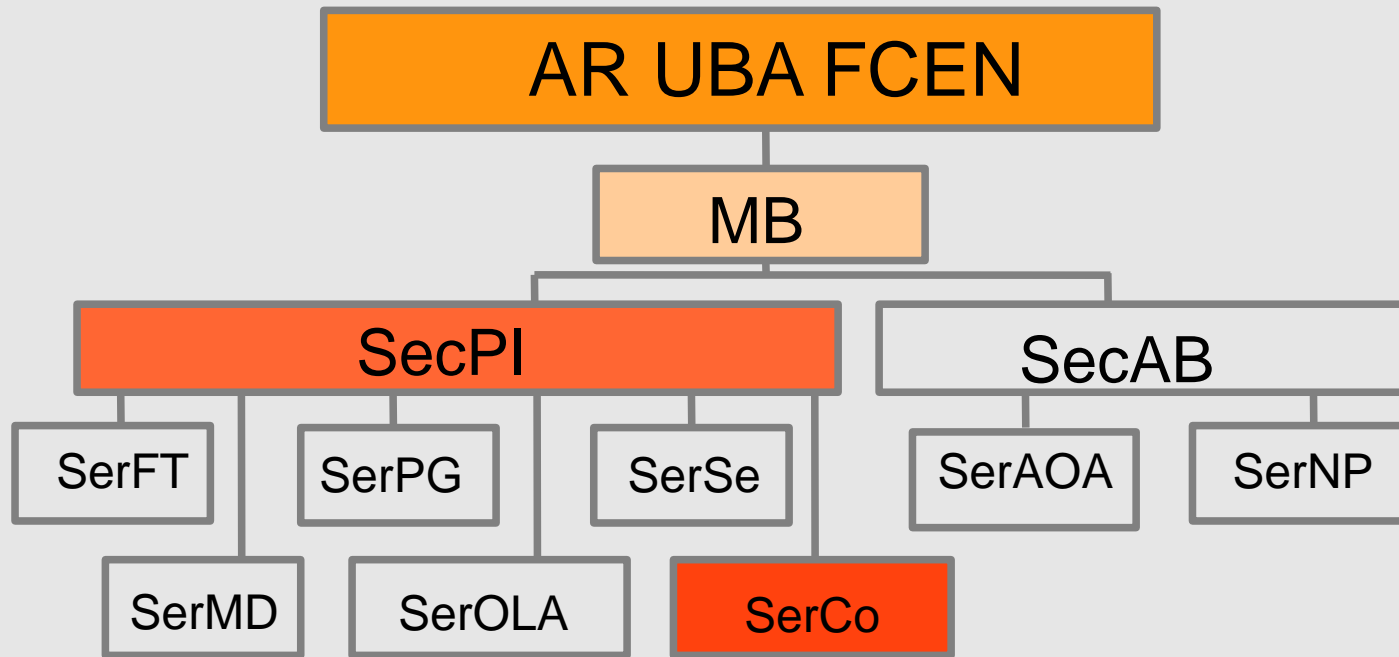 AR UBA FCEN
MB
SecPI
SecAB
SerFT
SerPG
SerSe
SerAOA
SerNP
SerMD
SerOLA
SerCo